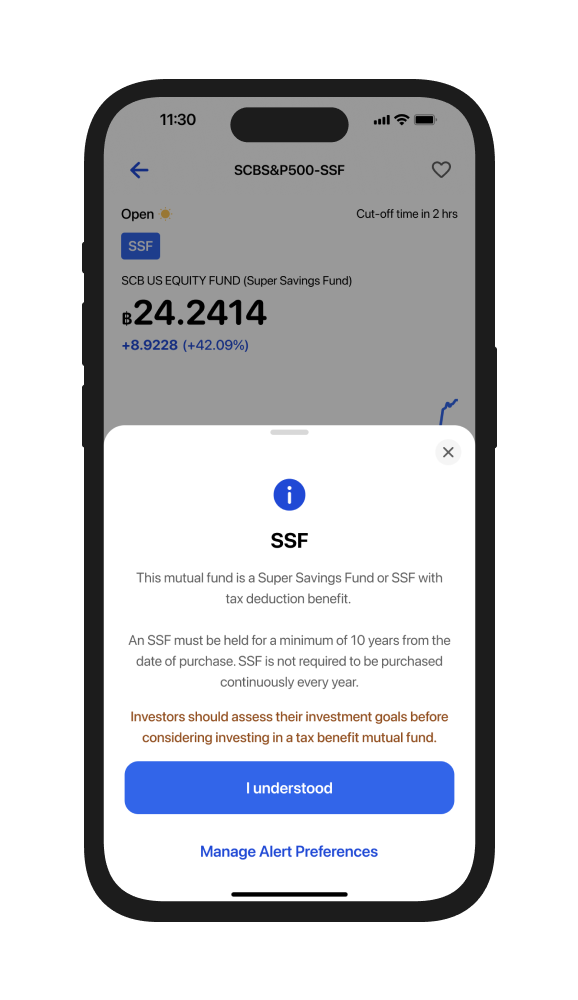 11:30
SCBS&P500-SSF
Open
Cut-off time in 2 hrs
SSF
SCB US EQUITY FUND (Super Savings Fund)
฿24.2414
+8.9228 (+42.09%)
SSF
This mutual fund is a Super Savings Fund or SSF with
tax deduction benefit.
An SSF must be held for a minimum of 10 years from the
date of purchase. SSF is not required to be purchased
continuously every year.
Investors should assess their investment goals before
considering investing in a tax benefit mutual fund.
I understood
Manage Alert Preferences